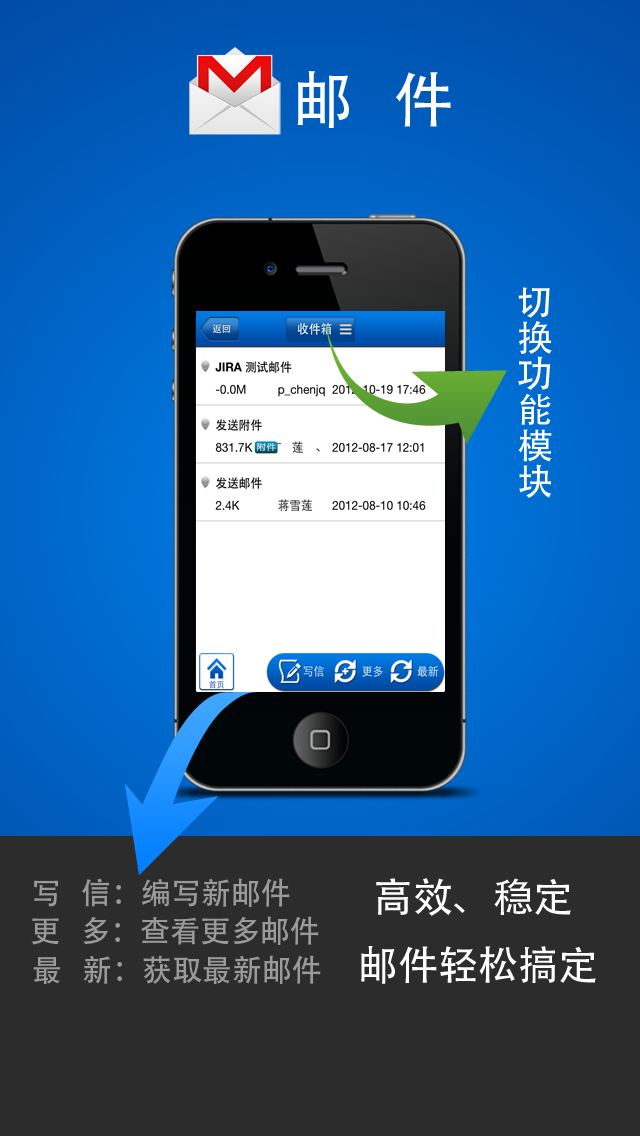 邮 件
切换功能模块
返回 收件箱
JIRA 测试邮件
-0.0M p_chenjq 2012-10-19 17:46
发送附件
831.7K 附件 莲 、 2012-08-17 12:01
发送邮件
2.4K 蒋雪莲 2012-08-10 10:46
首页 写信 更多 最新
写 信：编写新邮件
更 多：查看更多邮件
最 新：获取最新邮件
高效、稳定
邮件轻松搞定